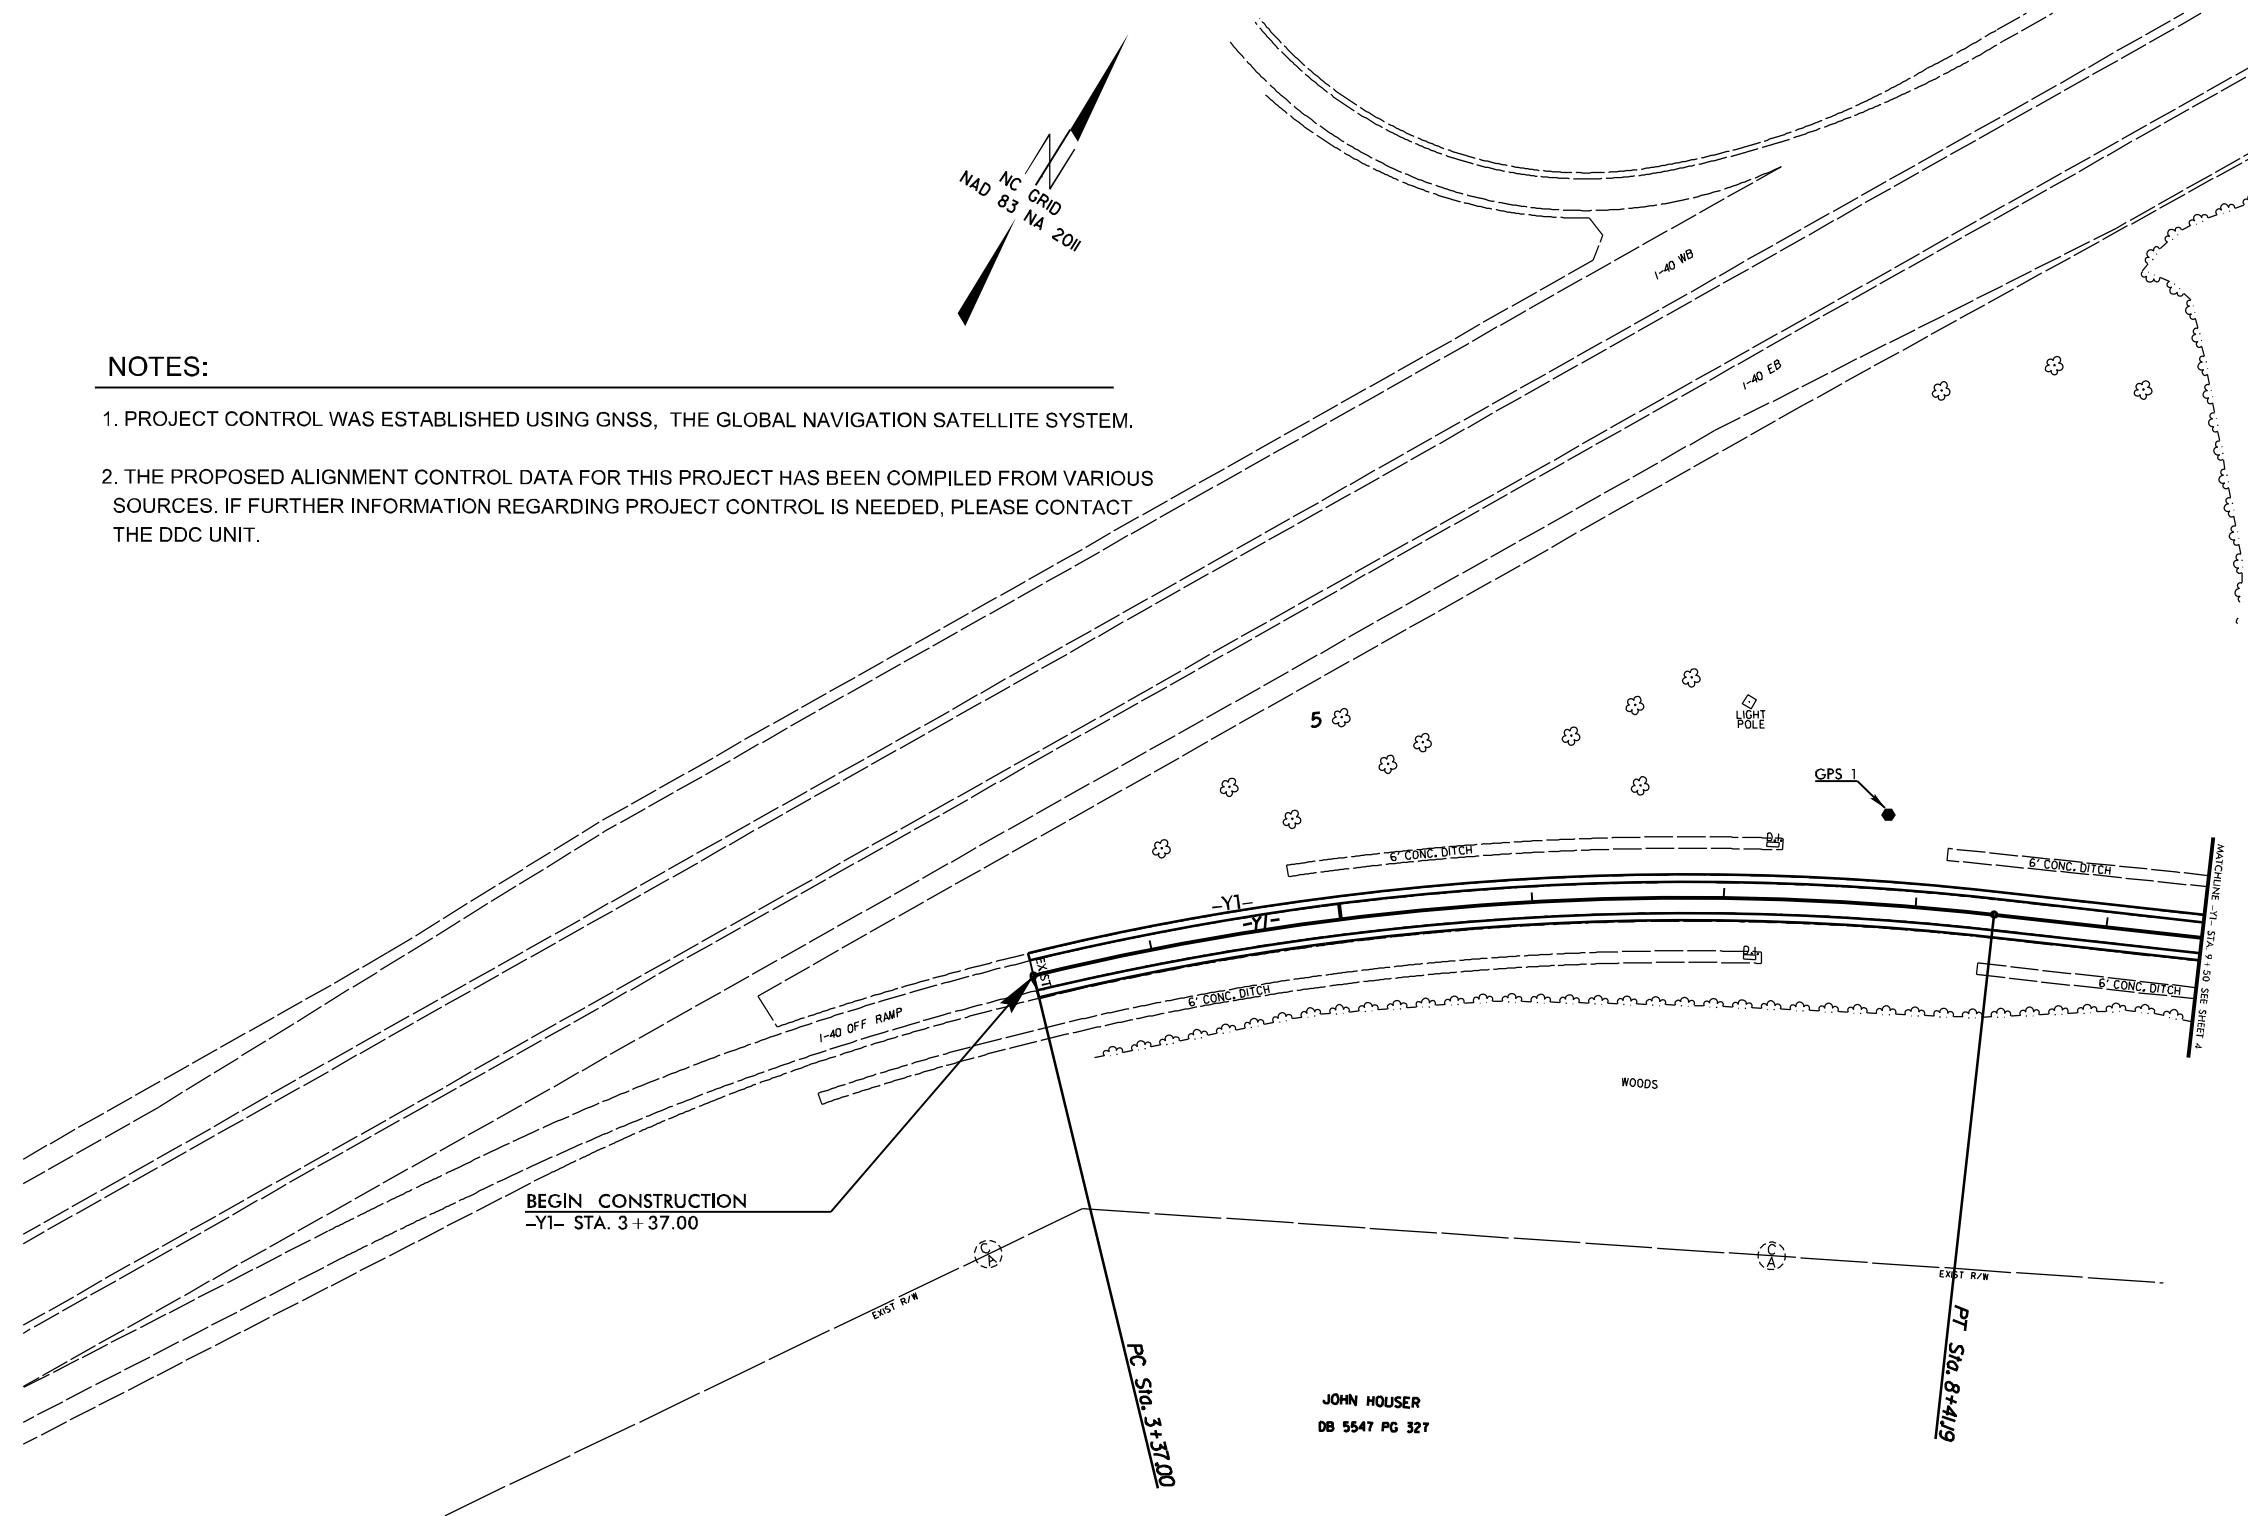 NC GRID
NAD 83 NA 2011
NOTES:
1. PROJECT CONTROL WAS ESTABLISHED USING GNSS, THE GLOBAL NAVIGATION SATELLITE SYSTEM.
2. THE PROPOSED ALIGNMENT CONTROL DATA FOR THIS PROJECT HAS BEEN COMPILED FROM VARIOUS
SOURCES. IF FURTHER INFORMATION REGARDING PROJECT CONTROL IS NEEDED, PLEASE CONTACT
THE DDC UNIT.
I-40 WB
I-40 EB
5
LIGHT
POLE
GPS 1
DI
6' CONC. DITCH
6' CONC. DITCH
-Y1-
-Y1-
MATCHLINE -Y1- STA. 9+50 SEE SHEET 4
EXIST
DI
6' CONC. DITCH
6' CONC. DITCH
I-40 OFF RAMP
WOODS
BEGIN CONSTRUCTION
-Y1- STA. 3+37.00
C
A
C
A
EXIST R/W
EXIST R/W
PC Sta. 3+37.00
PT Sta. 8+41.19
JOHN HOUSER
DB 5547 PG 327